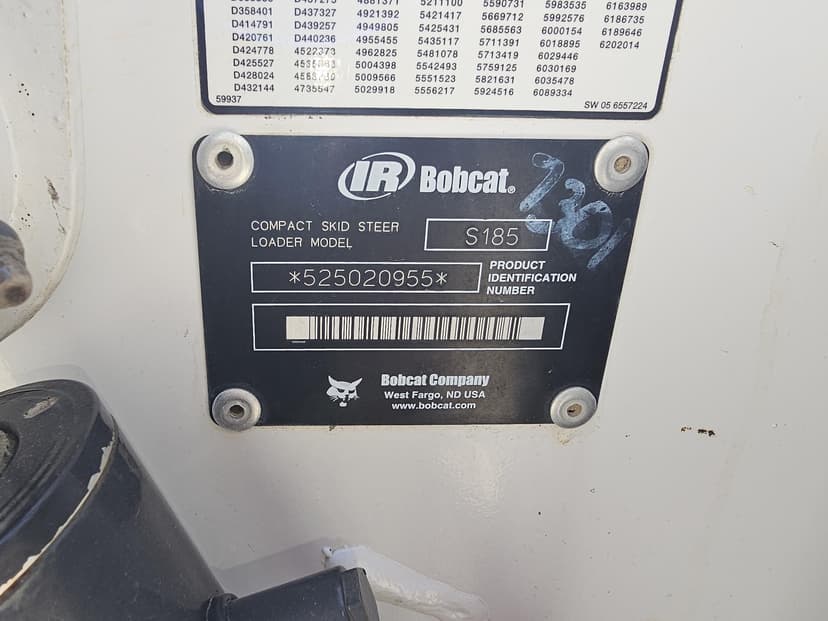 D358401 D437327 4921392 5421417 5669712 5992576 6186735
D414791 D439257 4949805 5425431 5685563 6000154 6189646
D420761 D440236 4955455 5435117 5711391 6018895 6202014
D424778 4522373 4962825 5481078 5713419 6029446
D425527 5004398 5542493 5759125 6030169
D428024 5009566 5551523 5821631 6035478
D432144 4735547 5029918 5556217 5924516 6089334
59937 SW 05 6557224
IR Bobcat®
COMPACT SKID STEER
LOADER MODEL S185
*525020955*
PRODUCT
IDENTIFICATION
NUMBER
Bobcat Company
West Fargo, ND USA
www.bobcat.com